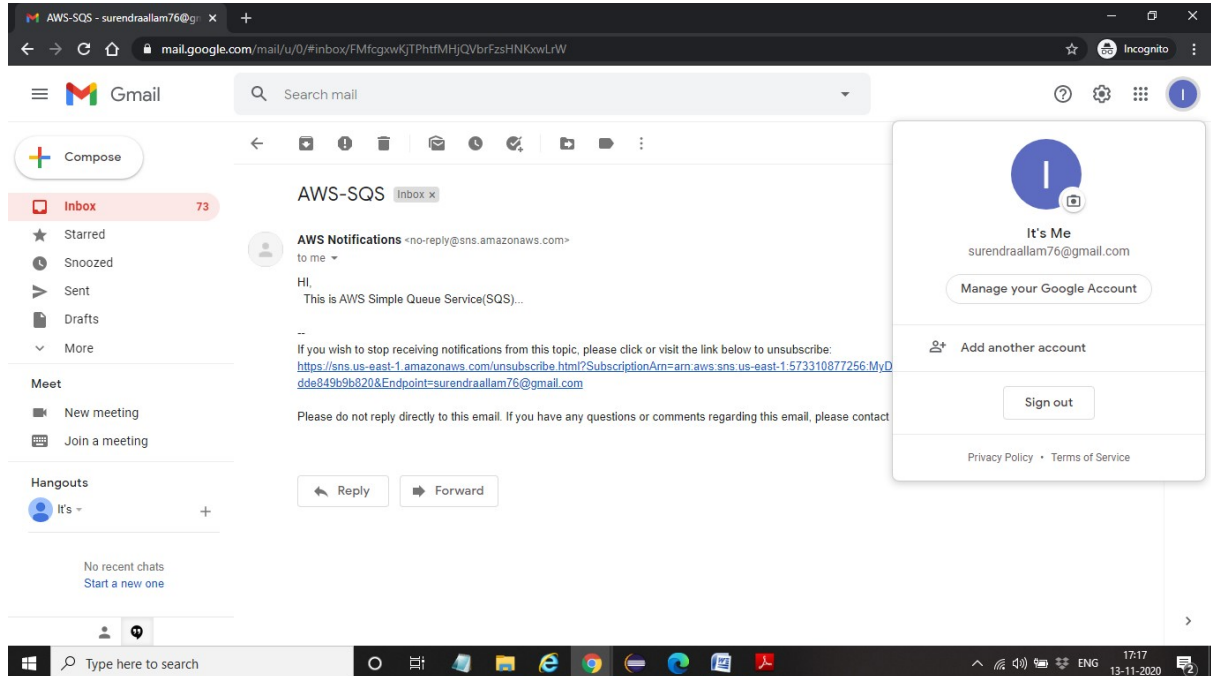 AWS-SQS - surendraallam76@gm
mail.google.com/mail/u/0/#inbox/FMfcgxwKjTPhtfMHjQVbrFzsHNKxwLrW
Incognito
Gmail
Search mail
I
Compose
Inbox 73
Starred
Snoozed
Sent
Drafts
More
Meet
New meeting
Join a meeting
Hangouts
It's
No recent chats
Start a new one
AWS-SQS Inbox x
AWS Notifications <no-reply@sns.amazonaws.com>
to me
HI,
This is AWS Simple Queue Service(SQS)...
--
If you wish to stop receiving notifications from this topic, please click or visit the link below to unsubscribe:
https://sns.us-east-1.amazonaws.com/unsubscribe.html?SubscriptionArn=arn:aws:sns:us-east-1:573310877256:MyD
dde849b9b820&Endpoint=surendraallam76@gmail.com
Please do not reply directly to this email. If you have any questions or comments regarding this email, please contact
Reply Forward
I
It's Me
surendraallam76@gmail.com
Manage your Google Account
Add another account
Sign out
Privacy Policy • Terms of Service
Type here to search
ENG
17:17
13-11-2020
2